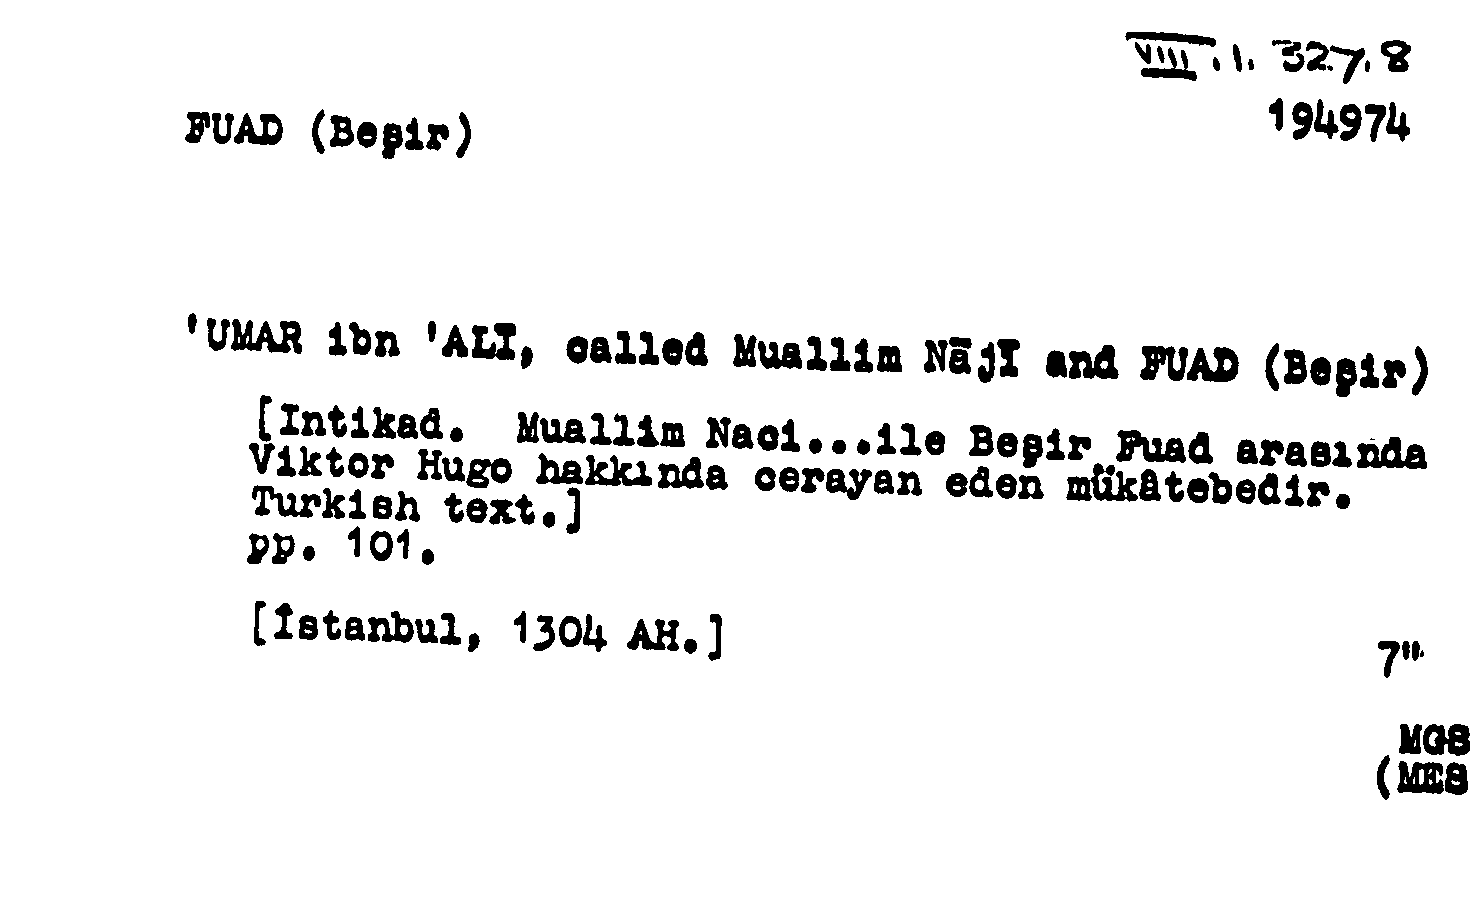 VIII.1.327.8
194974
FUAD (Beşir)
'UMAR ibn 'ALĪ, called Muallim Nājī and FUAD (Beşir)
[Intikad. Muallim Naci...ile Beşir Fuad arasında
Viktor Hugo hakkında cerayan eden mükâtebedir.
Turkish text.]
pp. 101.
[İstanbul, 1304 AH.]
7"
MGS
(MES